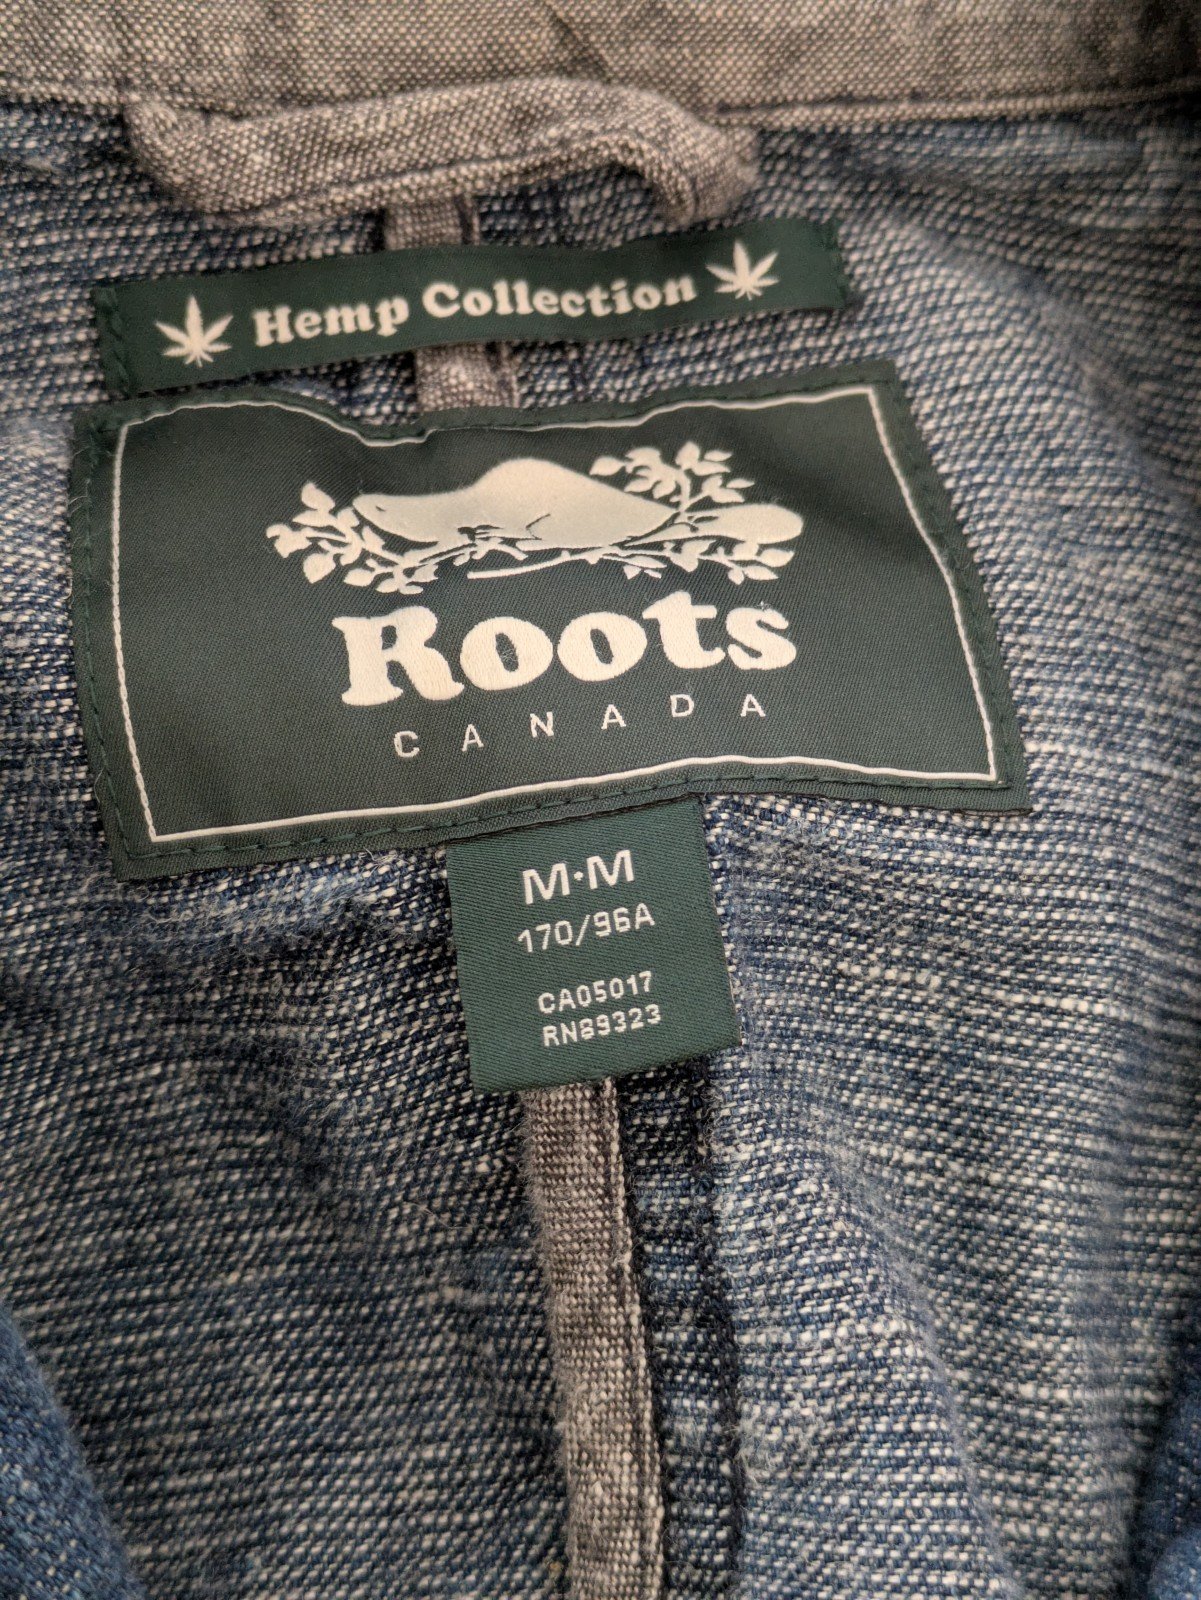 Hemp Collection
Roots
CANADA
M·M
170/96A
CA05017
RN89323